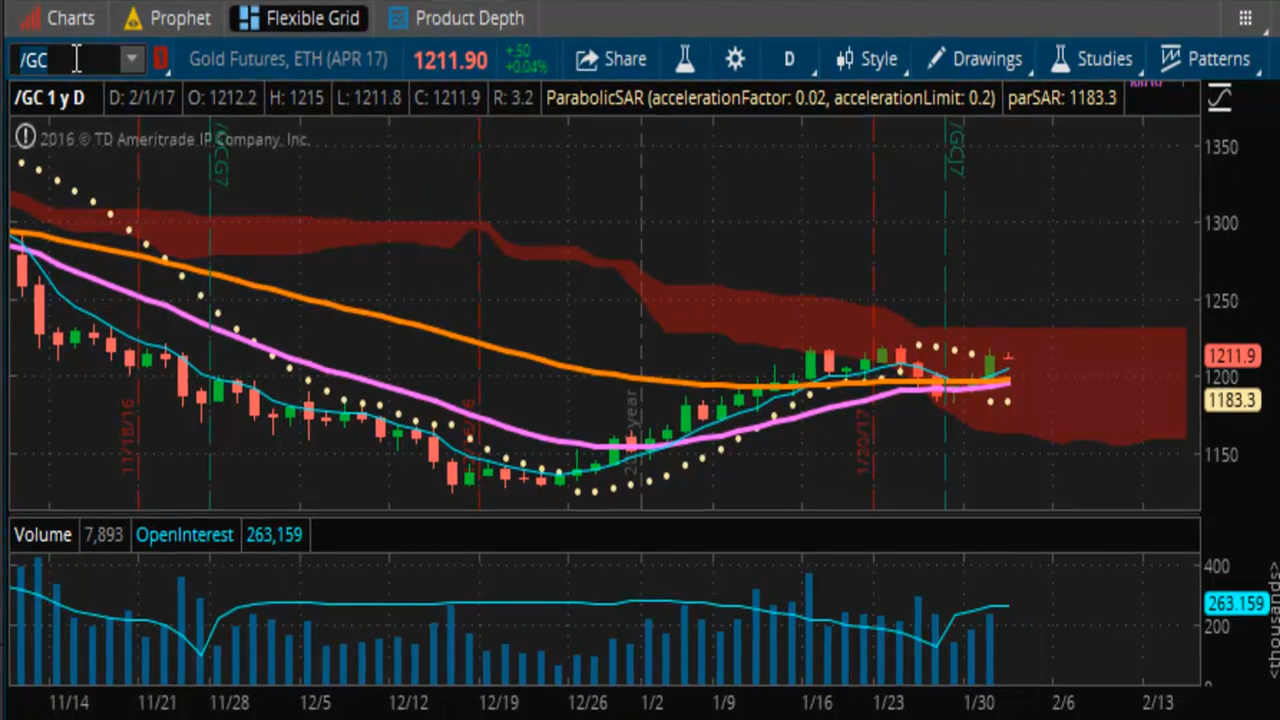 Charts Prophet Flexible Grid Product Depth
/GC Gold Futures, ETH (APR 17) 1211.90 +.50 +0.04% Share D Style Drawings Studies Patterns
/GC 1 y D D: 2/1/17 O: 1212.2 H: 1215 L: 1211.8 C: 1211.9 R: 3.2 ParabolicSAR (accelerationFactor: 0.02, accelerationLimit: 0.2) parSAR: 1183.3
2016 © TD Ameritrade IP Company, Inc.
/GCG7
/GCJ7
1350
1300
1250
1211.9
1200
1183.3
1150
11/18/16
year
1/20/17
Volume 7,893 OpenInterest 263,159
400
263.159
200
0
<thousands>
11/14 11/21 11/28 12/5 12/12 12/19 12/26 1/2 1/9 1/16 1/23 1/30 2/6 2/13